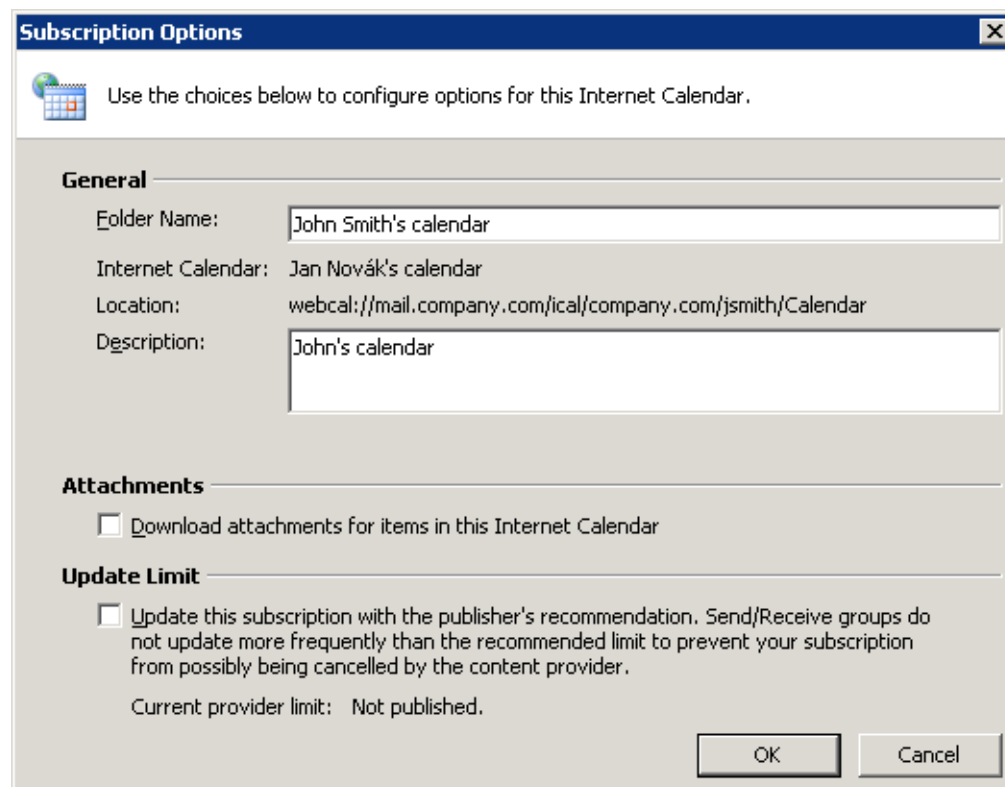 Subscription Options
Use the choices below to configure options for this Internet Calendar.
General
Folder Name: John Smith's calendar
Internet Calendar: Jan Novák's calendar
Location: webcal://mail.company.com/ical/company.com/jsmith/Calendar
Description: John's calendar
Attachments
Download attachments for items in this Internet Calendar
Update Limit
Update this subscription with the publisher's recommendation. Send/Receive groups do
not update more frequently than the recommended limit to prevent your subscription
from possibly being cancelled by the content provider.
Current provider limit: Not published.
OK Cancel